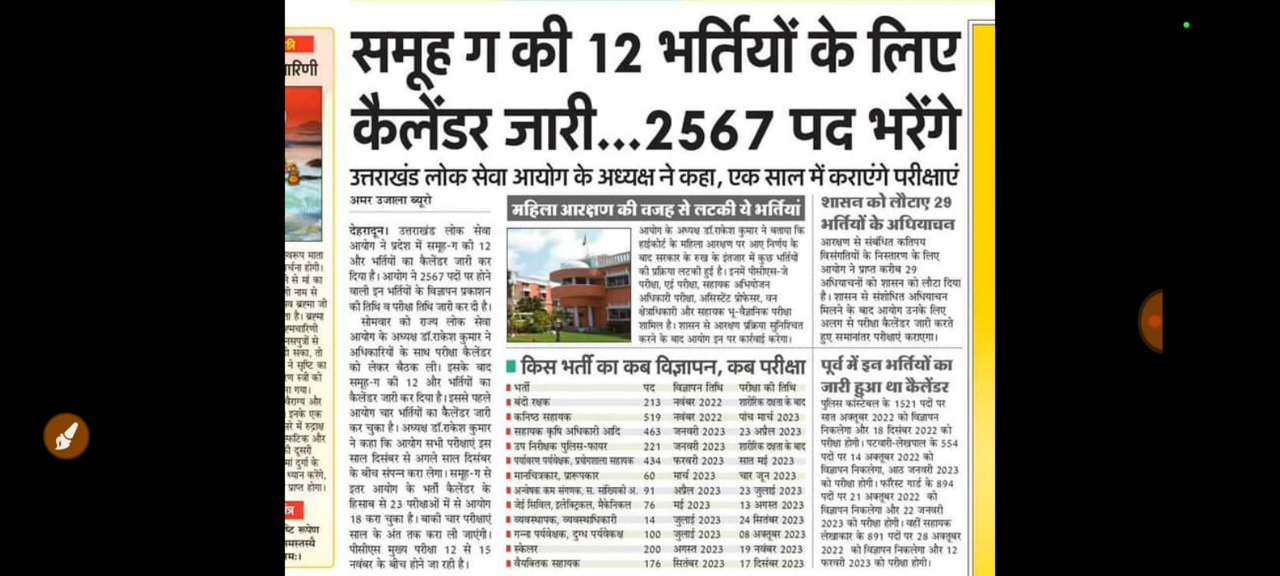 समूह ग की 12 भर्तियों के लिए
कैलेंडर जारी...2567 पद भरेंगे
उत्तराखंड लोक सेवा आयोग के अध्यक्ष ने कहा, एक साल में कराएंगे परीक्षाएं
अमर उजाला ब्यूरो
देहरादून। उत्तराखंड लोक सेवा
आयोग ने प्रदेश में समूह-ग की 12
और भर्तियों का कैलेंडर जारी कर
दिया है। आयोग ने 2567 पदों पर होने
वाली इन भर्तियों के विज्ञापन प्रकाशन
की तिथि व परीक्षा तिथि जारी कर दी है।
सोमवार को राज्य लोक सेवा
आयोग के अध्यक्ष डॉ.राकेश कुमार ने
अधिकारियों के साथ परीक्षा कैलेंडर
को लेकर बैठक ली। इसके बाद
समूह-ग की 12 और भर्तियों का
कैलेंडर जारी कर दिया है। इससे पहले
आयोग चार भर्तियों का कैलेंडर जारी
कर चुका है। अध्यक्ष डॉ.राकेश कुमार
ने कहा कि आयोग सभी परीक्षाएं इस
साल दिसंबर से अगले साल दिसंबर
के बीच संपन्न करा लेगा। समूह-ग से
इतर आयोग के भर्ती कैलेंडर के
हिसाब से 23 परीक्षाओं में से आयोग
18 करा चुका है। बाकी चार परीक्षाएं
साल के अंत तक करा ली जाएंगी।
पीसीएस मुख्य परीक्षा 12 से 15
नवंबर के बीच होने जा रही है।
महिला आरक्षण की वजह से लटकी ये भर्तियां
आयोग के अध्यक्ष डॉ.राकेश कुमार ने बताया कि
हाईकोर्ट के महिला आरक्षण पर आए निर्णय के
बाद सरकार के रुख के इंतजार में कुछ भर्तियों
की प्रक्रिया लटकी हुई है। इनमें पीसीएस-जे
परीक्षा, एई परीक्षा, सहायक अभियोजन
अधिकारी परीक्षा, असिस्टेंट प्रोफेसर, वन
क्षेत्राधिकारी और सहायक भू-वैज्ञानिक परीक्षा
शामिल है। शासन से आरक्षण प्रक्रिया सुनिश्चित
करने के बाद आयोग इन पर कार्रवाई करेगा।
किस भर्ती का कब विज्ञापन, कब परीक्षा
भर्ती पद विज्ञापन तिथि परीक्षा की तिथि
बंदी रक्षक 213 नवंबर 2022 शारीरिक दक्षता के बाद
कनिष्ठ सहायक 519 नवंबर 2022 पांच मार्च 2023
सहायक कृषि अधिकारी आदि 463 जनवरी 2023 23 अप्रैल 2023
उप निरीक्षक पुलिस-फायर 221 जनवरी 2023 शारीरिक दक्षता के बाद
पर्यावरण पर्यवेक्षक, प्रयोगशाला सहायक 434 फरवरी 2023 सात मई 2023
मानचित्रकार, प्रारूपकार 60 मार्च 2023 चार जून 2023
अन्वेषक कम संगणक, स. सांख्यिकी अ. 91 अप्रैल 2023 23 जुलाई 2023
जेई सिविल, इलेक्ट्रिकल, मैकेनिकल 76 मई 2023 13 अगस्त 2023
व्यवस्थापक, व्यवस्थाधिकारी 14 जुलाई 2023 24 सितंबर 2023
गन्ना पर्यवेक्षक, दुग्ध पर्यवेक्षक 100 जुलाई 2023 08 अक्तूबर 2023
स्केलर 200 अगस्त 2023 19 नवंबर 2023
वैयक्तिक सहायक 176 सितंबर 2023 17 दिसंबर 2023
शासन को लौटाए 29
भर्तियों के अधियाचन
आरक्षण से संबंधित कतिपय
विसंगतियों के निस्तारण के लिए
आयोग ने प्राप्त करीब 29
अधियाचनों को शासन को लौटा दिया
है। शासन से संशोधित अधियाचन
मिलने के बाद आयोग उनके लिए
अलग से परीक्षा कैलेंडर जारी करते
हुए समानांतर परीक्षाएं कराएगा।
पूर्व में इन भर्तियों का
जारी हुआ था कैलेंडर
पुलिस कांस्टेबल के 1521 पदों पर
सात अक्तूबर 2022 को विज्ञापन
निकलेगा और 18 दिसंबर 2022 को
परीक्षा होगी। पटवारी-लेखपाल के 554
पदों पर 14 अक्तूबर 2022 को
विज्ञापन निकलेगा, आठ जनवरी 2023
को परीक्षा होगी। फॉरेस्ट गार्ड के 894
पदों पर 21 अक्तूबर 2022 को
विज्ञापन निकलेगा और 22 जनवरी
2023 को परीक्षा होगी। वहीं सहायक
लेखाकार के 891 पदों पर 28 अक्तूबर
2022 को विज्ञापन निकलेगा और 12
फरवरी 2023 को परीक्षा होगी।